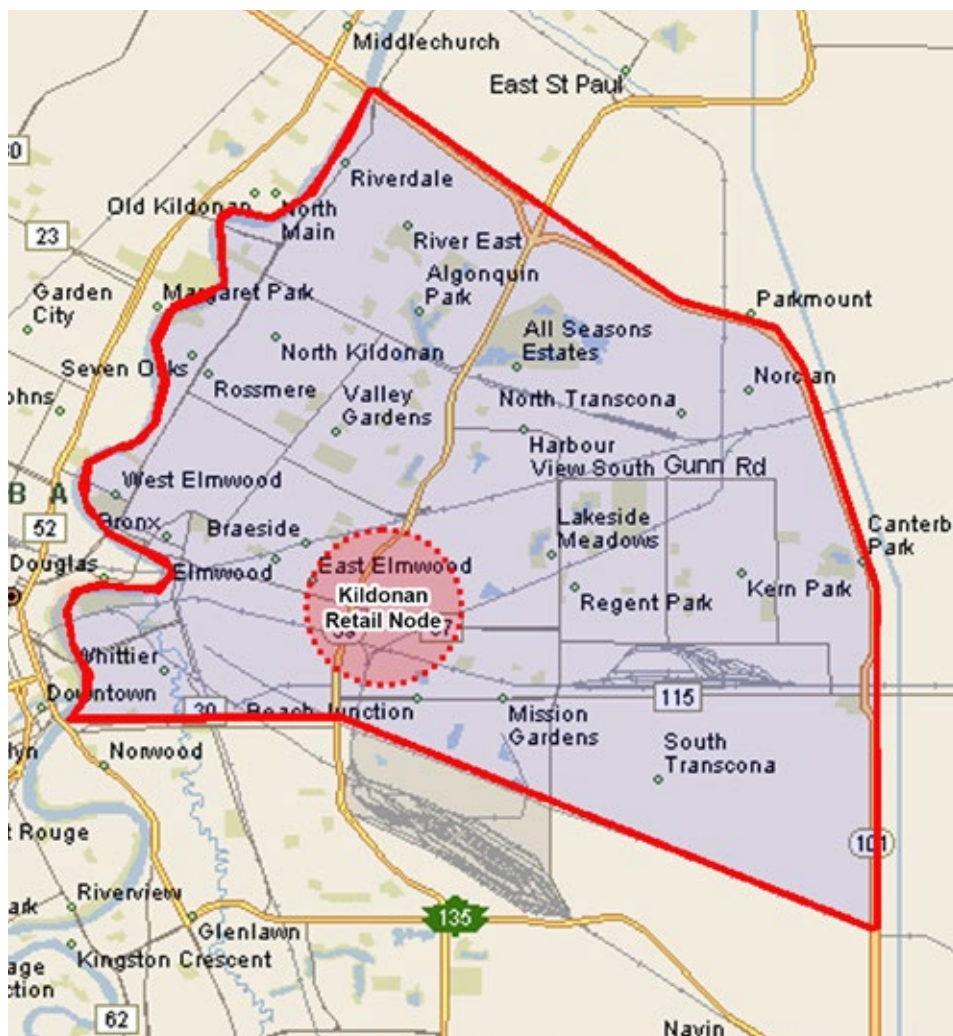 Middlechurch
East St Paul
Riverdale
Old Kildonan
North
Main
23
River East
Algonquin
Park
Garden
City
Margaret Park
Parkmount
All Seasons
Estates
North Kildonan
Seven Oaks
Rossmere
Valley
Gardens
Norcran
North Transcona
Harbour
View South
Gunn Rd
West Elmwood
B A
52
Bronx
Braeside
Lakeside
Meadows
Canterb
Park
Douglas
Elmwood
East Elmwood
Kildonan
Retail Node
Regent Park
Kern Park
Whittier
Downtown
115
Beach Junction
Mission
Gardens
South
Transcona
Norwood
101
t Rouge
Riverview
135
Glenlawn
Kingston Crescent
62
Navin